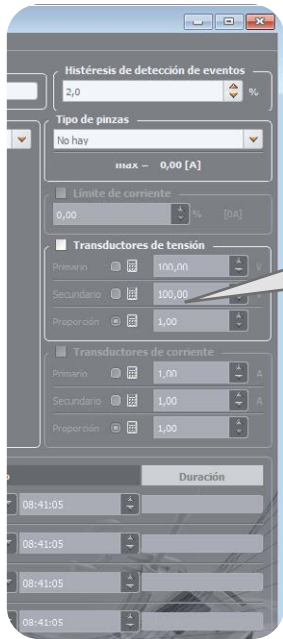 Histéresis de detección de eventos
2,0 %
Tipo de pinzas
No hay
max = 0,00 [A]
Límite de corriente
0,00 % [0A]
Transductores de tensión
Primario 100,00 V
Secundario 100,00
Proporción 1,00
Transductores de corriente
Primario 1,00 A
Secundario 1,00 A
Proporción 1,00
Duración
08:41:05
08:41:05
08:41:05
08:41:05